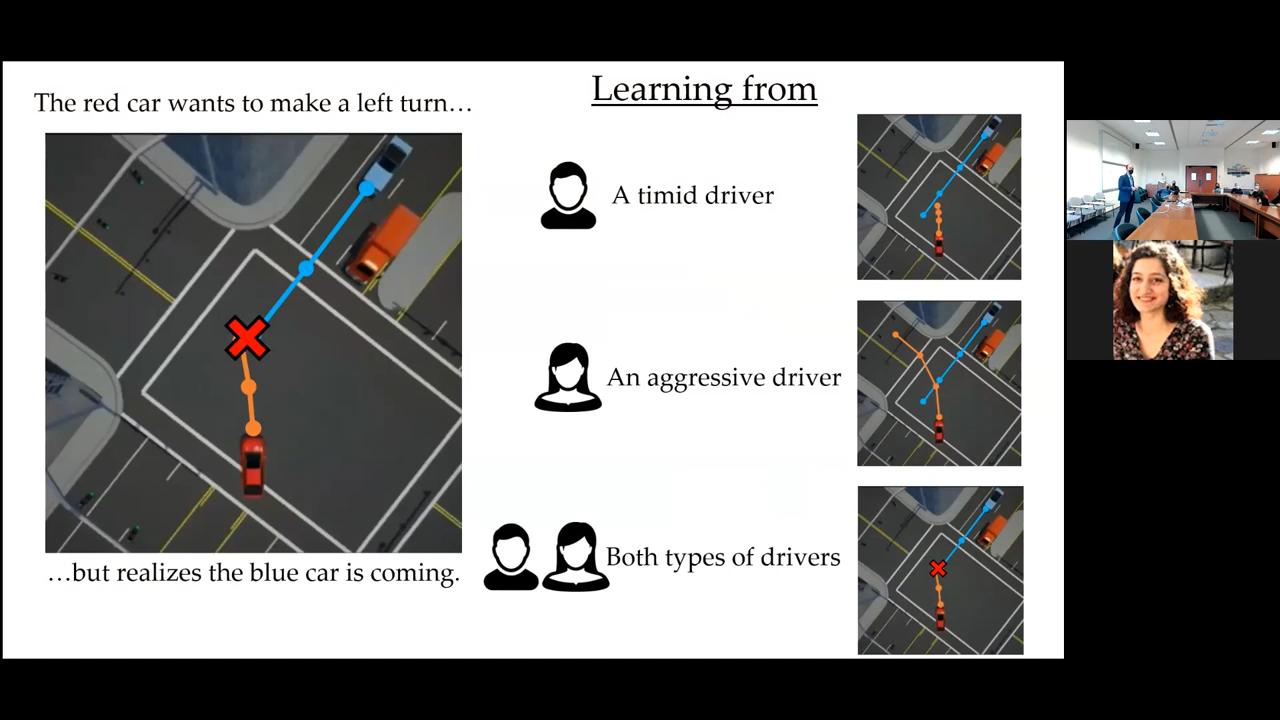 The red car wants to make a left turn…
…but realizes the blue car is coming.
Learning from
A timid driver
An aggressive driver
Both types of drivers